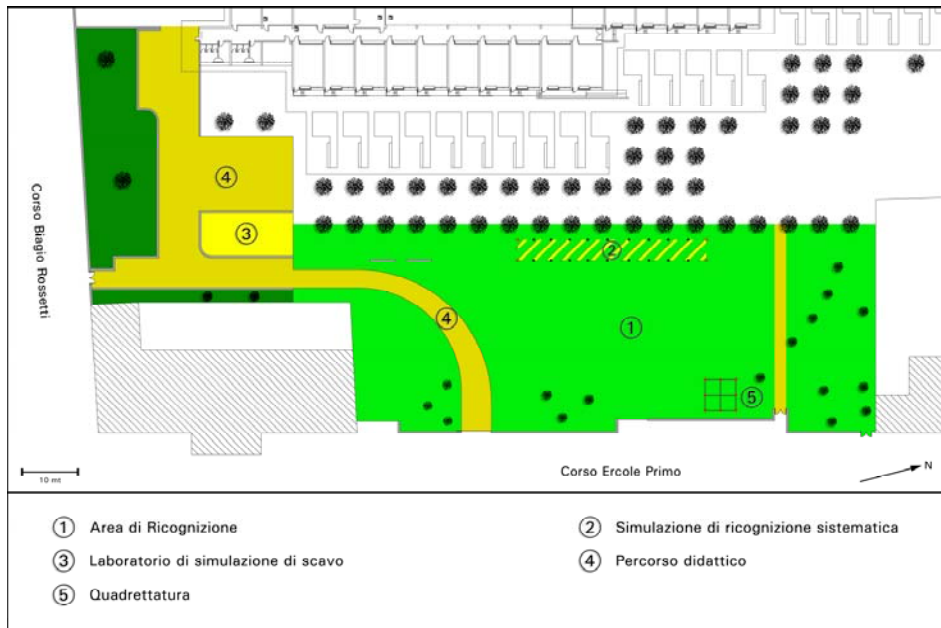 4
3
2
Corso Biagio Rossetti
4
1
5
10 mt
Corso Ercole Primo
N
1 Area di Ricognizione
2 Simulazione di ricognizione sistematica
3 Laboratorio di simulazione di scavo
4 Percorso didattico
5 Quadrettatura